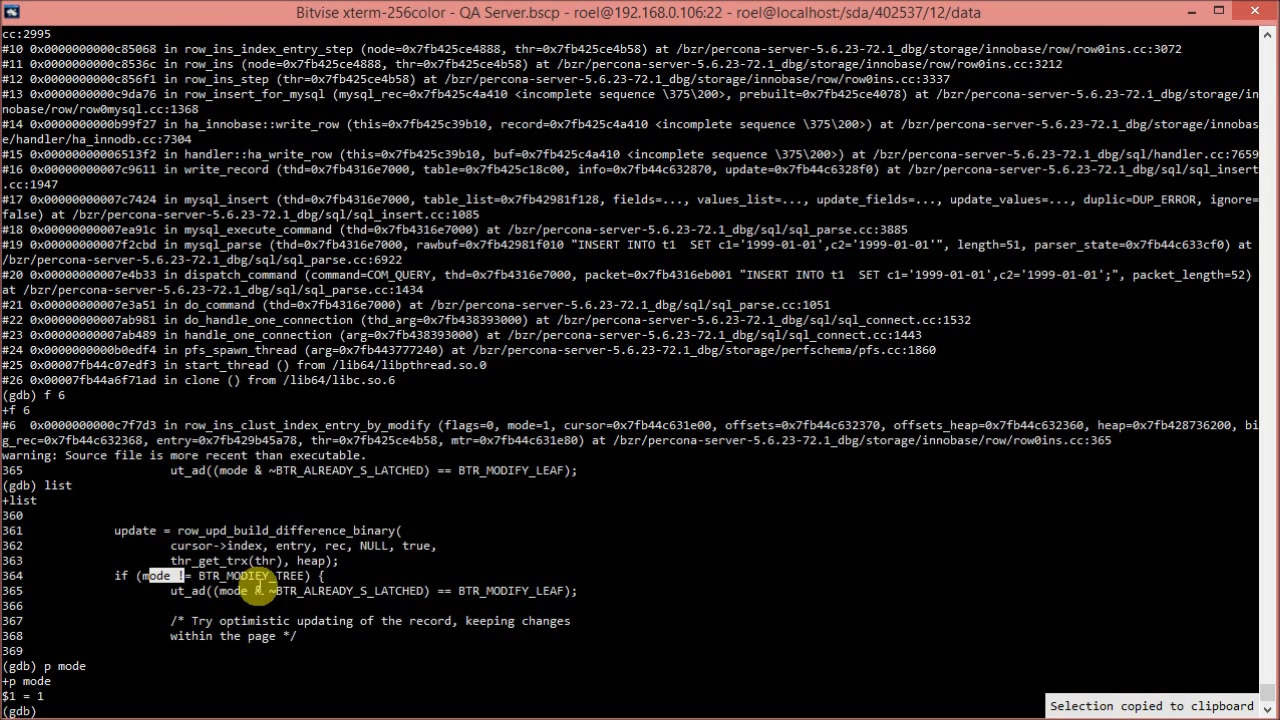 Bitvise xterm-256color - QA Server.bscp - roel@192.168.0.106:22 - roel@localhost:/sda/402537/12/data
cc:2995
#10 0x0000000000c85068 in row_ins_index_entry_step (node=0x7fb425ce4888, thr=0x7fb425ce4b58) at /bzr/percona-server-5.6.23-72.1_dbg/storage/innobase/row/row0ins.cc:3072
#11 0x0000000000c8536c in row_ins (node=0x7fb425ce4888, thr=0x7fb425ce4b58) at /bzr/percona-server-5.6.23-72.1_dbg/storage/innobase/row/row0ins.cc:3212
#12 0x0000000000c856f1 in row_ins_step (thr=0x7fb425ce4b58) at /bzr/percona-server-5.6.23-72.1_dbg/storage/innobase/row/row0ins.cc:3337
#13 0x0000000000c9da76 in row_insert_for_mysql (mysql_rec=0x7fb425c4a410 <incomplete sequence \375\200>, prebuilt=0x7fb425ce4078) at /bzr/percona-server-5.6.23-72.1_dbg/storage/in
nobase/row/row0mysql.cc:1368
#14 0x0000000000b99f27 in ha_innobase::write_row (this=0x7fb425c39b10, record=0x7fb425c4a410 <incomplete sequence \375\200>) at /bzr/percona-server-5.6.23-72.1_dbg/storage/innobas
e/handler/ha_innodb.cc:7304
#15 0x00000000006513f2 in handler::ha_write_row (this=0x7fb425c39b10, buf=0x7fb425c4a410 <incomplete sequence \375\200>) at /bzr/percona-server-5.6.23-72.1_dbg/sql/handler.cc:7659
#16 0x00000000007c9611 in write_record (thd=0x7fb4316e7000, table=0x7fb425c18c00, info=0x7fb44c632870, update=0x7fb44c6328f0) at /bzr/percona-server-5.6.23-72.1_dbg/sql/sql_insert
.cc:1947
#17 0x00000000007c7424 in mysql_insert (thd=0x7fb4316e7000, table_list=0x7fb42981f128, fields=..., values_list=..., update_fields=..., update_values=..., duplic=DUP_ERROR, ignore=
false) at /bzr/percona-server-5.6.23-72.1_dbg/sql/sql_insert.cc:1085
#18 0x00000000007ea91c in mysql_execute_command (thd=0x7fb4316e7000) at /bzr/percona-server-5.6.23-72.1_dbg/sql/sql_parse.cc:3885
#19 0x00000000007f2cbd in mysql_parse (thd=0x7fb4316e7000, rawbuf=0x7fb42981f010 "INSERT INTO t1  SET c1='1999-01-01',c2='1999-01-01'", length=51, parser_state=0x7fb44c633cf0) at
/bzr/percona-server-5.6.23-72.1_dbg/sql/sql_parse.cc:6922
#20 0x00000000007e4b33 in dispatch_command (command=COM_QUERY, thd=0x7fb4316e7000, packet=0x7fb4316eb001 "INSERT INTO t1  SET c1='1999-01-01',c2='1999-01-01';", packet_length=52)
at /bzr/percona-server-5.6.23-72.1_dbg/sql/sql_parse.cc:1434
#21 0x00000000007e3a51 in do_command (thd=0x7fb4316e7000) at /bzr/percona-server-5.6.23-72.1_dbg/sql/sql_parse.cc:1051
#22 0x00000000007ab981 in do_handle_one_connection (thd_arg=0x7fb438393000) at /bzr/percona-server-5.6.23-72.1_dbg/sql/sql_connect.cc:1532
#23 0x00000000007ab489 in handle_one_connection (arg=0x7fb438393000) at /bzr/percona-server-5.6.23-72.1_dbg/sql/sql_connect.cc:1443
#24 0x0000000000b0edf4 in pfs_spawn_thread (arg=0x7fb443777240) at /bzr/percona-server-5.6.23-72.1_dbg/storage/perfschema/pfs.cc:1860
#25 0x00007fb44c07edf3 in start_thread () from /lib64/libpthread.so.0
#26 0x00007fb44a6f71ad in clone () from /lib64/libc.so.6
(gdb) f 6
+f 6
#6  0x0000000000c7f7d3 in row_ins_clust_index_entry_by_modify (flags=0, mode=1, cursor=0x7fb44c631e00, offsets=0x7fb44c632370, offsets_heap=0x7fb44c632360, heap=0x7fb428736200, bi
g_rec=0x7fb44c632368, entry=0x7fb429b45a78, thr=0x7fb425ce4b58, mtr=0x7fb44c631e80) at /bzr/percona-server-5.6.23-72.1_dbg/storage/innobase/row/row0ins.cc:365
warning: Source file is more recent than executable.
365 ut_ad((mode & ~BTR_ALREADY_S_LATCHED) == BTR_MODIFY_LEAF);
(gdb) list
+list
360
361 update = row_upd_build_difference_binary(
362 cursor->index, entry, rec, NULL, true,
363 thr_get_trx(thr), heap);
364 if (mode != BTR_MODIFY_TREE) {
365 ut_ad((mode & ~BTR_ALREADY_S_LATCHED) == BTR_MODIFY_LEAF);
366
367 /* Try optimistic updating of the record, keeping changes
368 within the page */
369
(gdb) p mode
+p mode
$1 = 1
(gdb)
Selection copied to clipboard